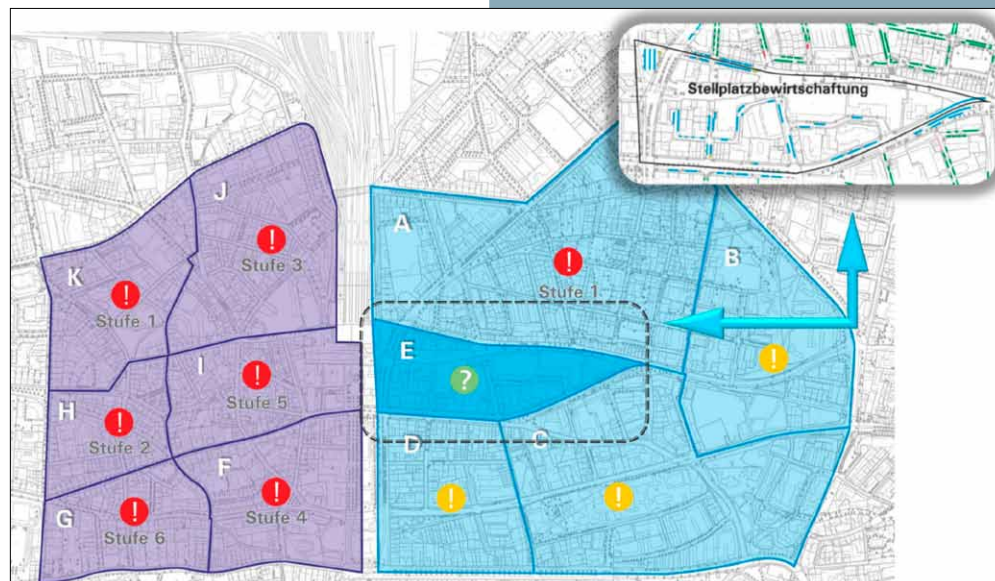 Stellplatzbewirtschaftung
J
!
Stufe 3
K
!
Stufe 1
I
!
Stufe 5
H
!
Stufe 2
F
!
Stufe 4
G
!
Stufe 6
A
!
Stufe 1
B
!
E
?
D
!
C
!